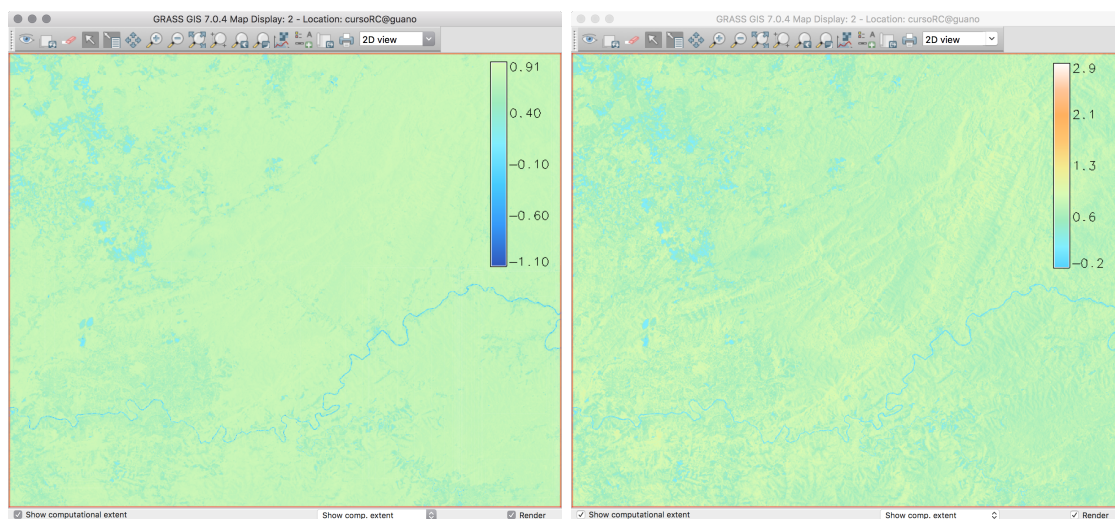 GRASS GIS 7.0.4 Map Display: 2 - Location: cursoRC@guano
2D view
0.91
0.40
−0.10
−0.60
−1.10
Show computational extent
Show comp. extent
Render
GRASS GIS 7.0.4 Map Display: 2 - Location: cursoRC@guano
2D view
2.9
2.1
1.3
0.6
−0.2
Show computational extent
Show comp. extent
Render